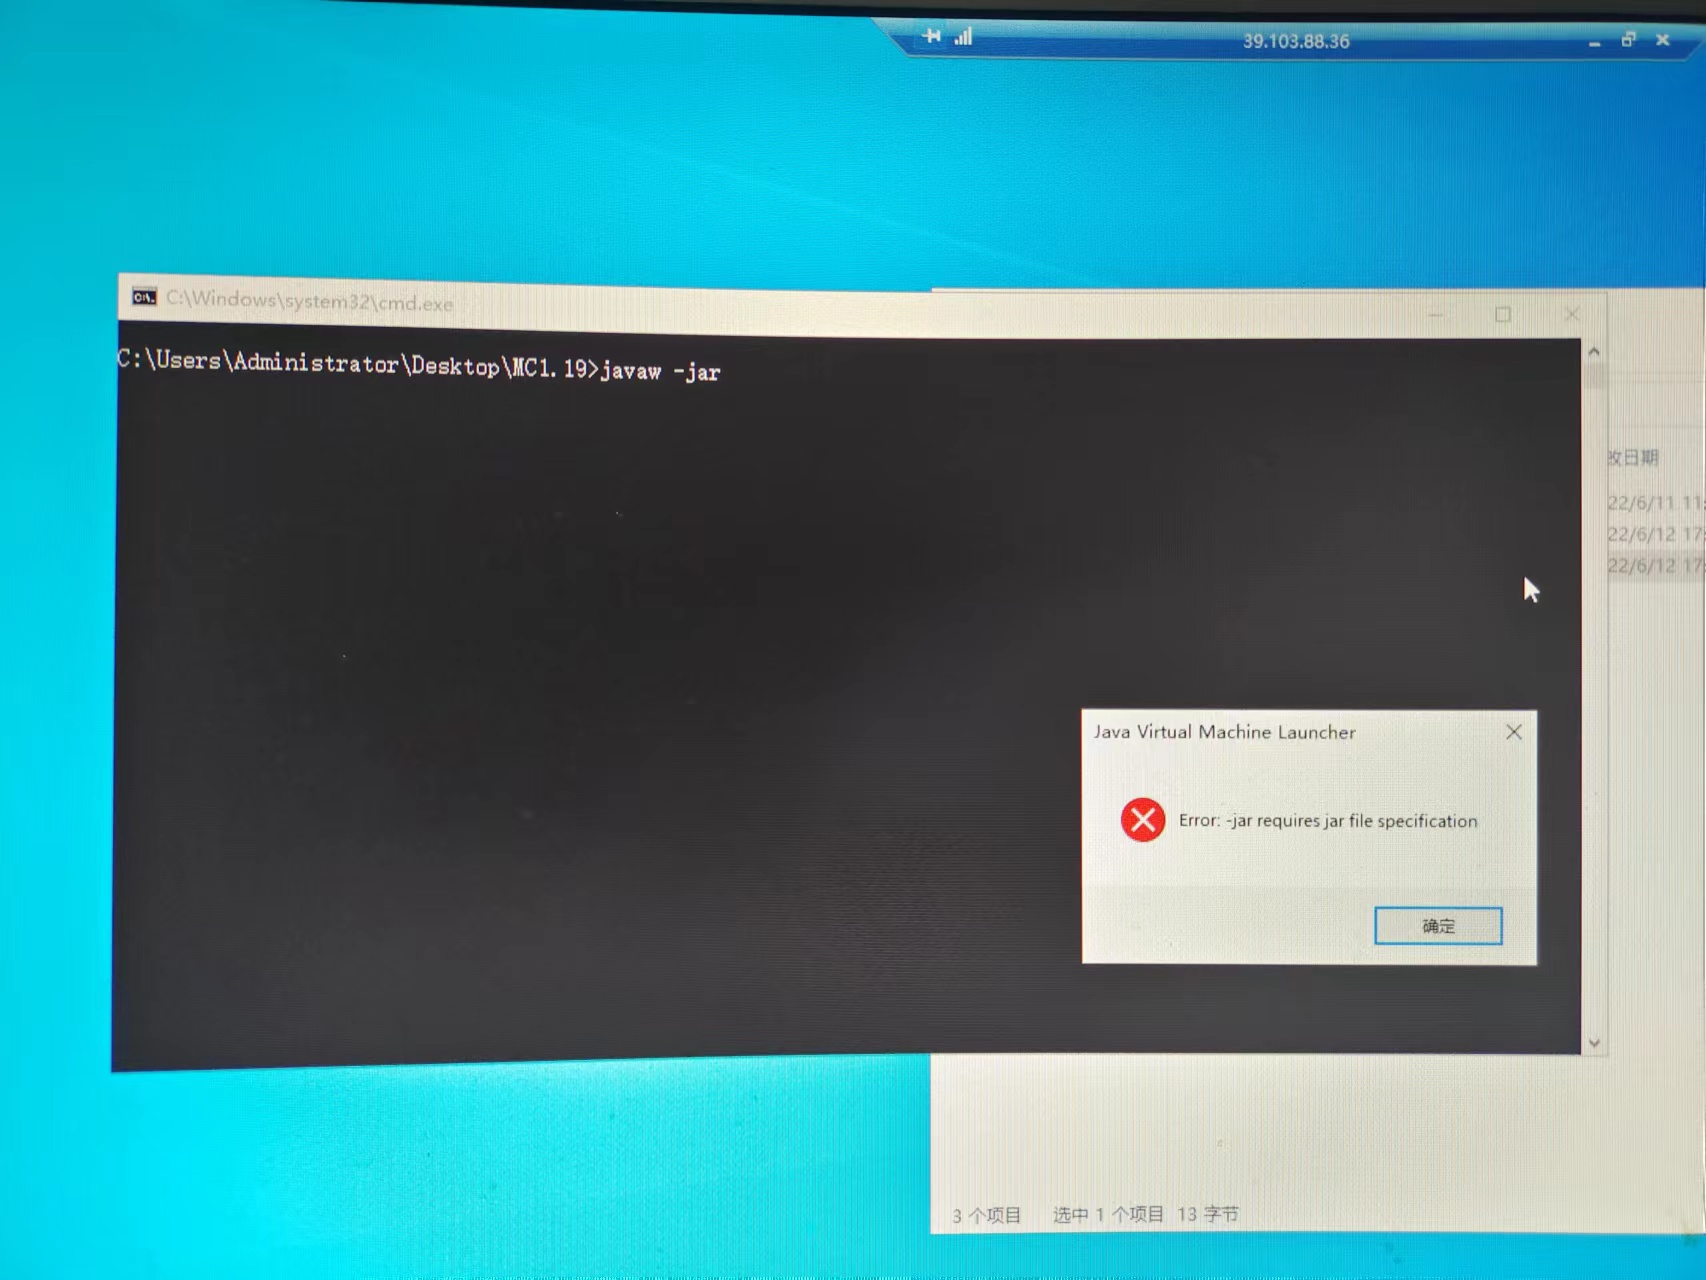 39.103.88.36
C:\Windows\system32\cmd.exe
C:\Users\Administrator\Desktop\MC1.19>javaw -jar
改日期
22/6/11 11:
22/6/12 17:
22/6/12 17:
Java Virtual Machine Launcher
Error: -jar requires jar file specification
确定
3 个项目 选中 1 个项目 13 字节